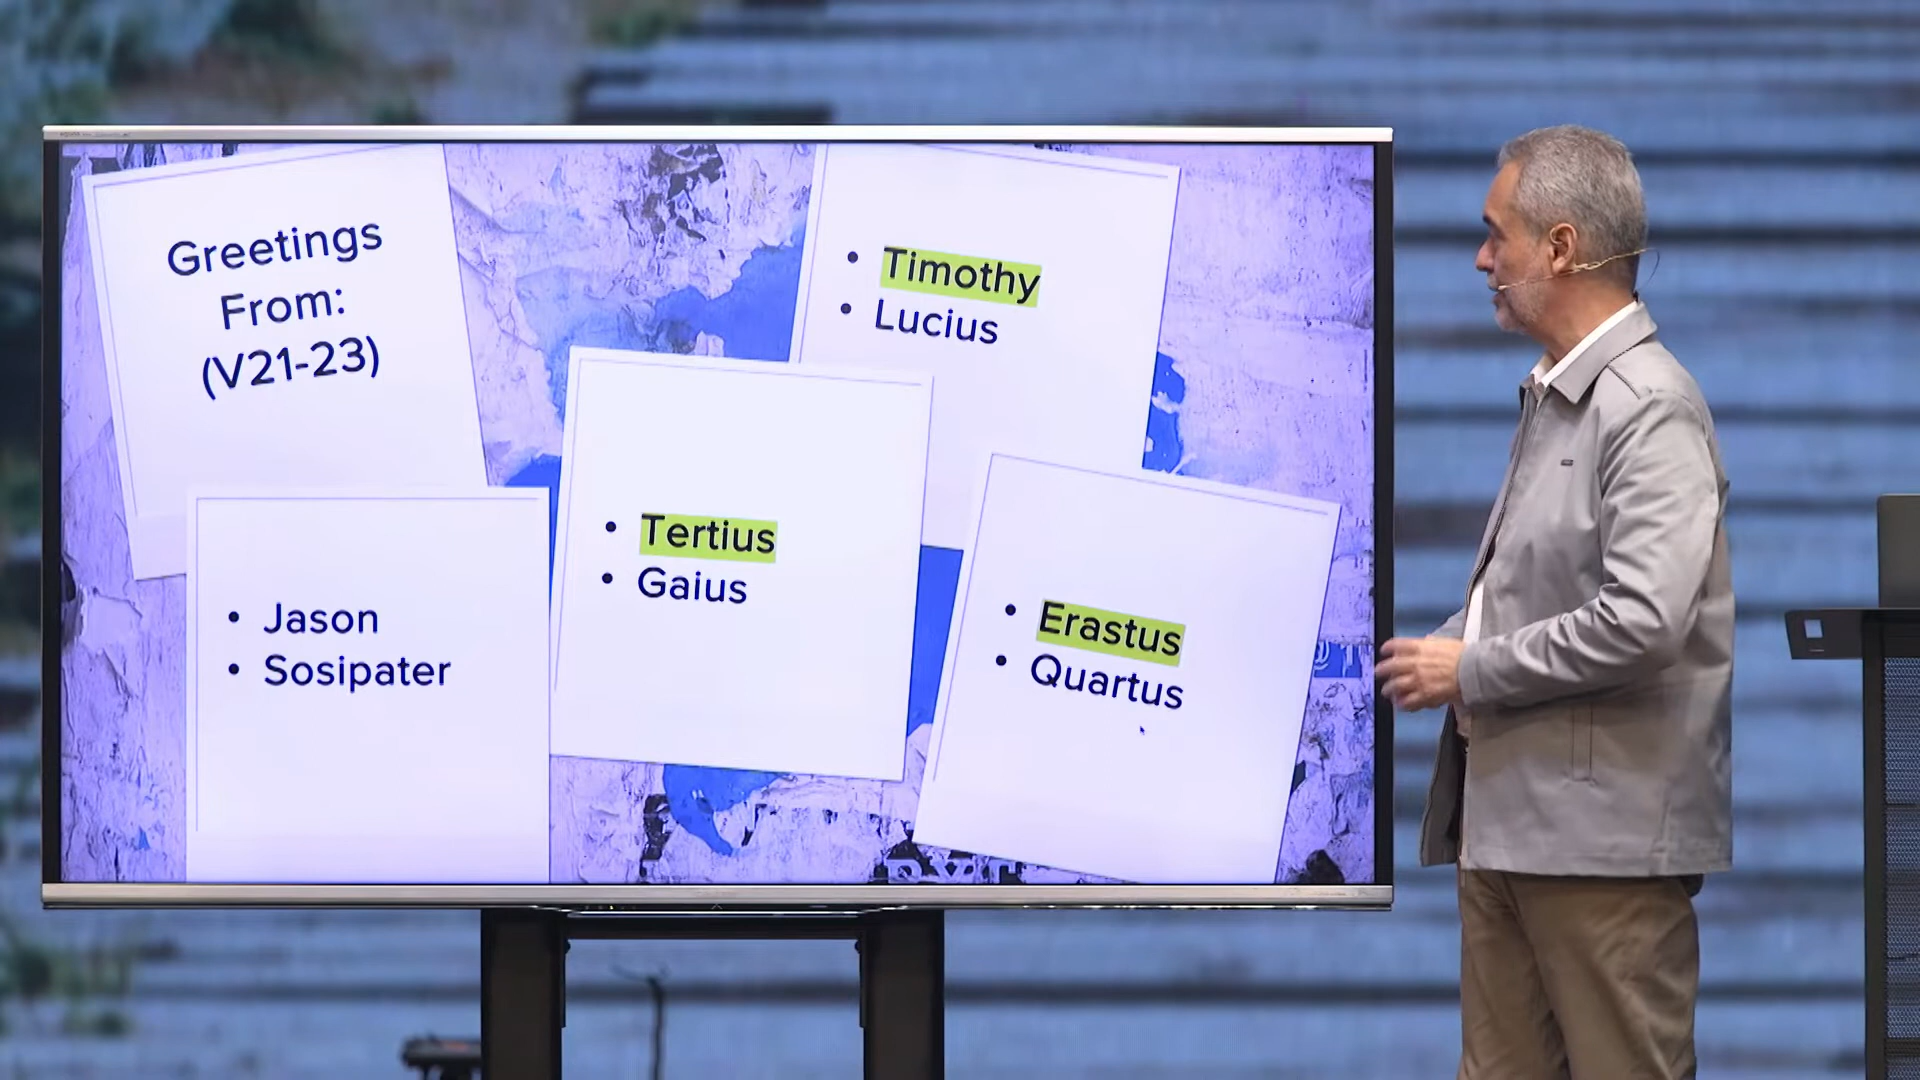 Greetings
From:
(V21-23)
• Timothy
• Lucius
• Jason
• Sosipater
• Tertius
• Gaius
• Erastus
• Quartus